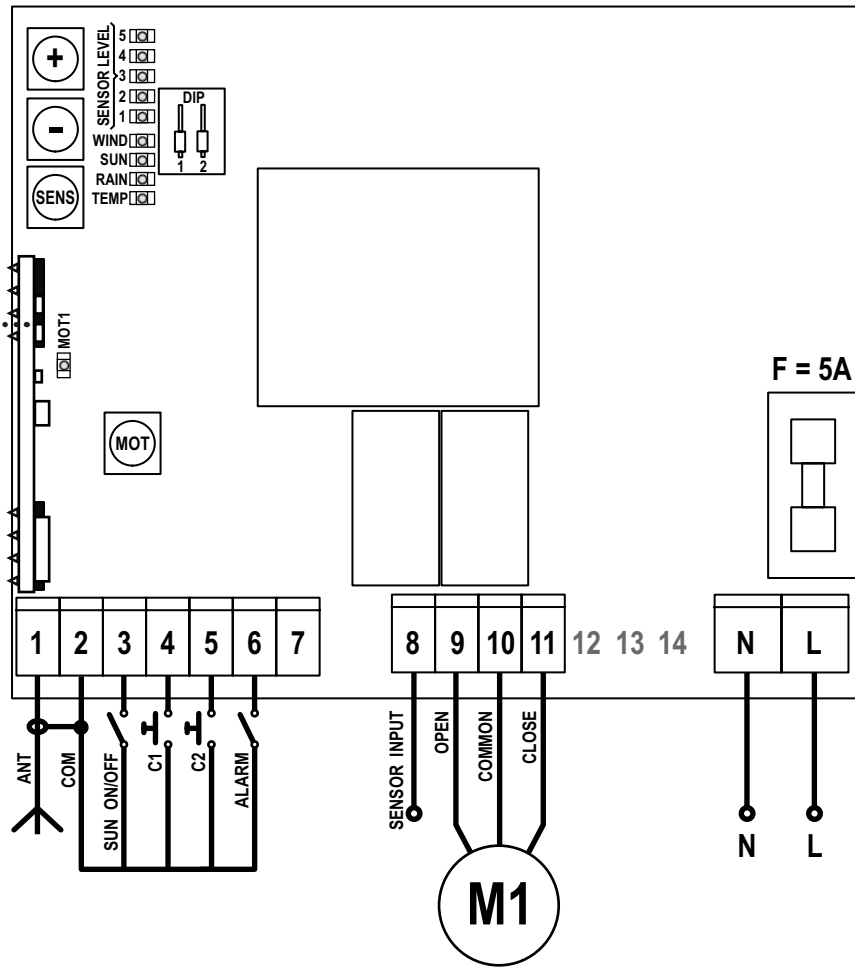 +
-
SENS
SENSOR LEVEL
5
4
3
2
1
WIND
SUN
RAIN
TEMP
DIP
1 2
MOT1
MOT
F = 5A
1 2 3 4 5 6 7
8 9 10 11 12 13 14
N L
ANT
COM
SUN ON/OFF
C1
C2
ALARM
SENSOR INPUT
OPEN
COMMON
CLOSE
M1
N L